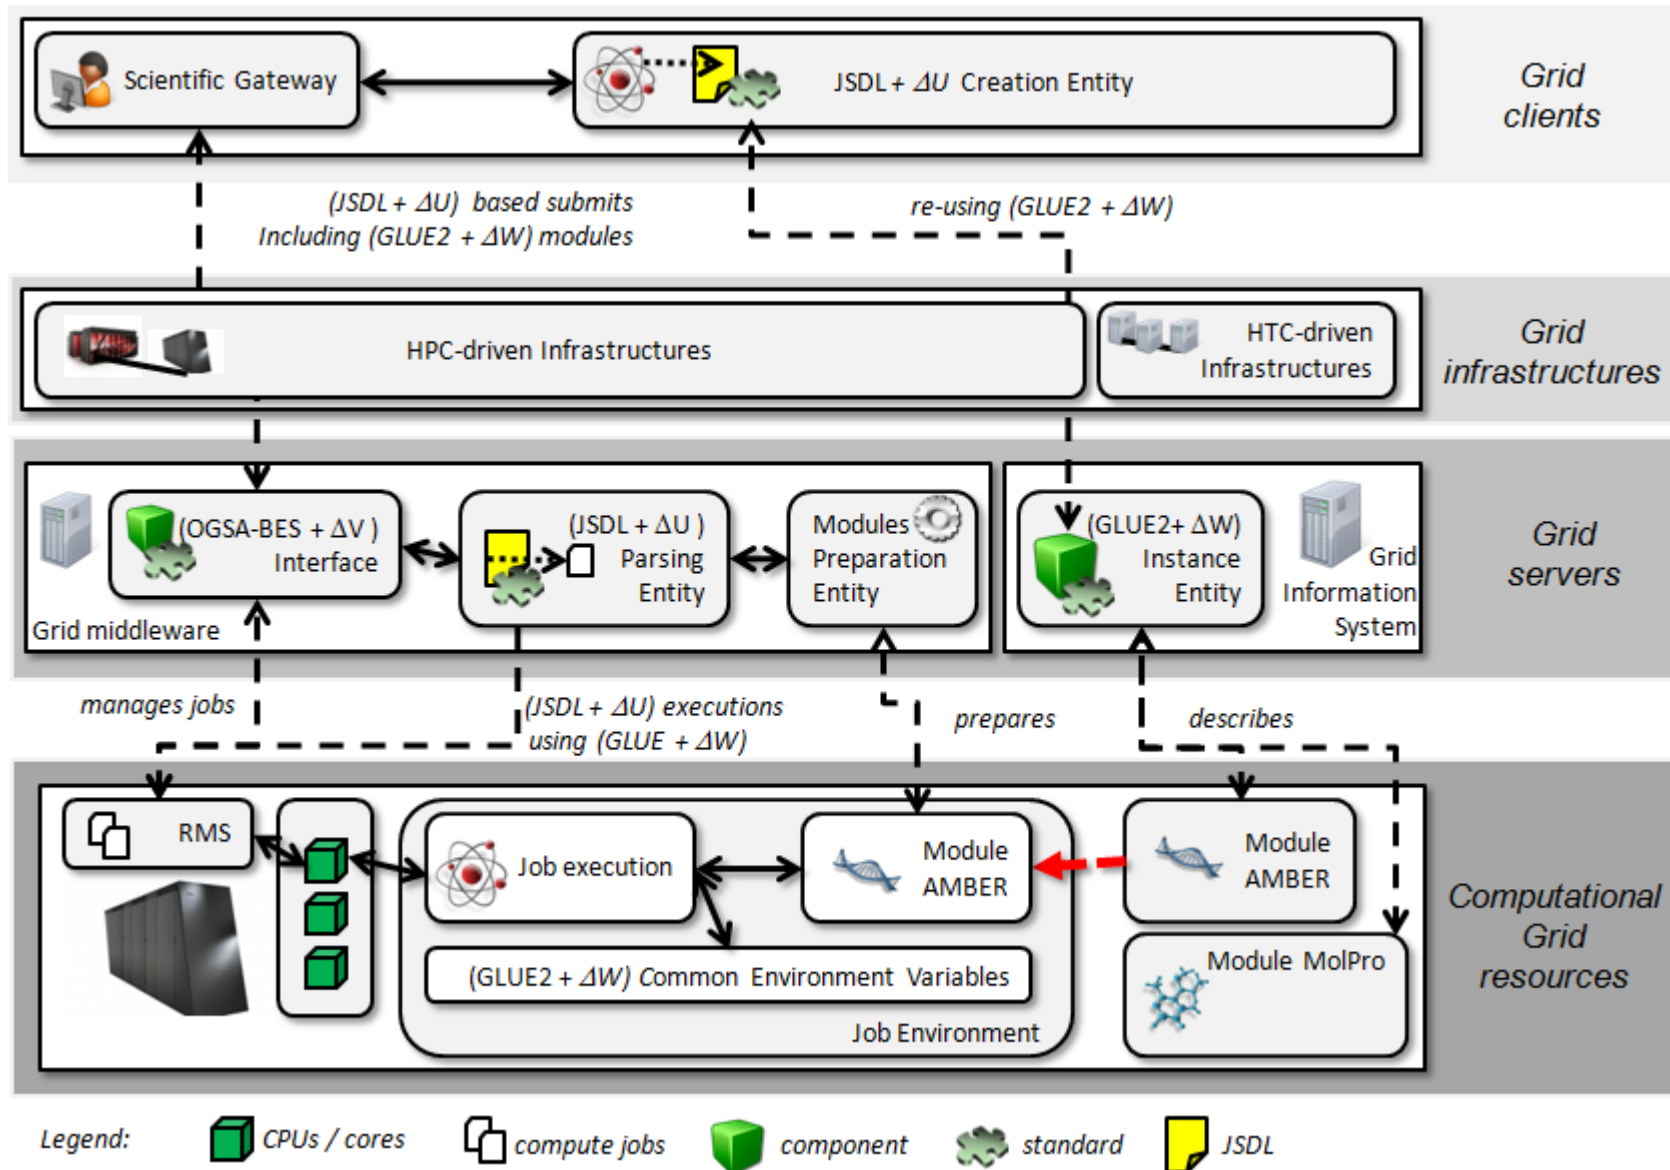 Scientific Gateway
JSDL + ΔU Creation Entity
Grid
clients
(JSDL + ΔU) based submits
Including (GLUE2 + ΔW) modules
re-using (GLUE2 + ΔW)
HPC-driven Infrastructures
HTC-driven
Infrastructures
Grid
infrastructures
(OGSA-BES + ΔV )
Interface
(JSDL + ΔU )
Parsing
Entity
Modules
Preparation
Entity
Grid middleware
(GLUE2+ ΔW)
Instance
Entity
Grid
Information
System
Grid
servers
manages jobs
(JSDL + ΔU) executions
using (GLUE + ΔW)
prepares
describes
RMS
Job execution
Module
AMBER
Module
AMBER
(GLUE2 + ΔW) Common Environment Variables
Job Environment
Module MolPro
Computational
Grid
resources
Legend:
CPUs / cores
compute jobs
component
standard
JSDL